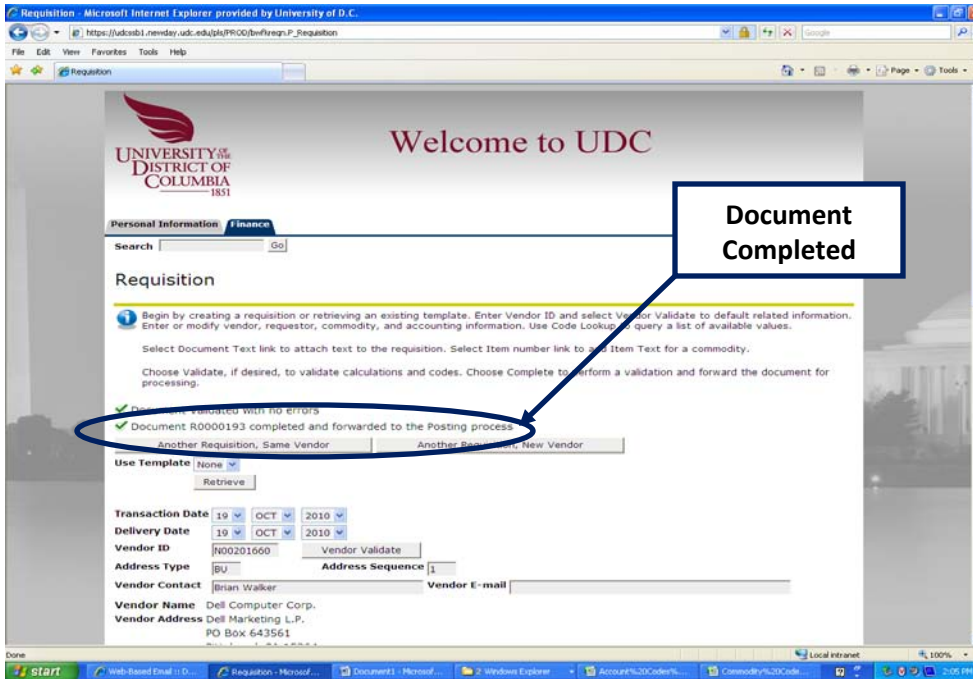 Requisition - Microsoft Internet Explorer provided by University of D.C.
https://udcssb1.newday.udc.edu/pls/PROD/bwfkreqn.P_Requisition
Google
File Edit View Favorites Tools Help
Requisition
Page Tools
UNIVERSITY OF THE
DISTRICT OF
COLUMBIA
1851
Welcome to UDC
Document
Completed
Personal Information Finance
Search Go
Requisition
Begin by creating a requisition or retrieving an existing template. Enter Vendor ID and select Vendor Validate to default related information.
Enter or modify vendor, requestor, commodity, and accounting information. Use Code Lookup to query a list of available values.
Select Document Text link to attach text to the requisition. Select Item number link to add Item Text for a commodity.
Choose Validate, if desired, to validate calculations and codes. Choose Complete to perform a validation and forward the document for
processing.
Document validated with no errors
Document R0000193 completed and forwarded to the Posting process
Another Requisition, Same Vendor Another Requisition, New Vendor
Use Template None
Retrieve
Transaction Date 19 OCT 2010
Delivery Date 19 OCT 2010
Vendor ID N00201660 Vendor Validate
Address Type BU Address Sequence 1
Vendor Contact Brian Walker Vendor E-mail
Vendor Name Dell Computer Corp.
Vendor Address Dell Marketing L.P.
PO Box 643561
Done Local intranet 100%
start Web-Based Email :: D... Requisition - Microsof... Document1 - Microsof... 2 Windows Explorer Account%20Codes%... Commodity%20Code... 2:05 PM